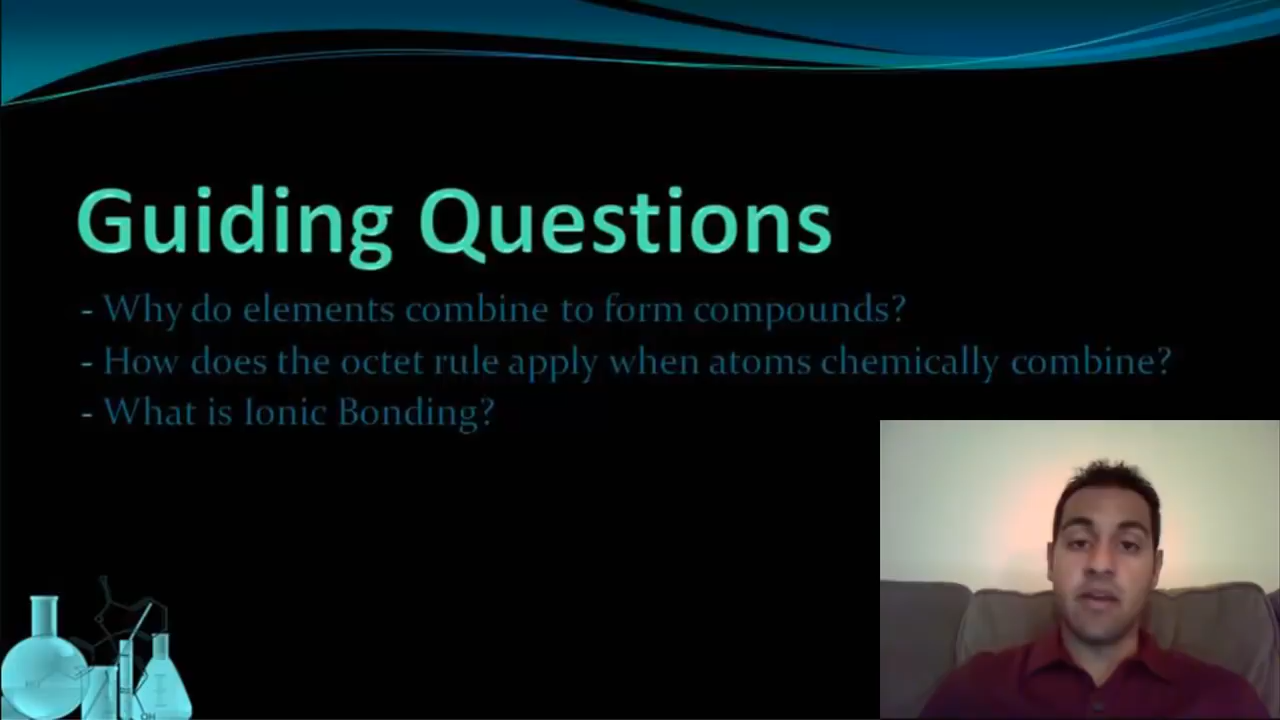 Guiding Questions
- Why do elements combine to form compounds?
- How does the octet rule apply when atoms chemically combine?
- What is Ionic Bonding?
OH